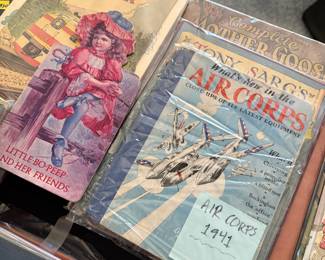 Complete
MOTHER GOOSE
TONY SARG'S
What's New in the
AIR CORPS
CLOSE-UPS OF ITS LATEST EQUIPMENT
LITTLE BO-PEEP
AND HER FRIENDS
AIR CORPS
1941